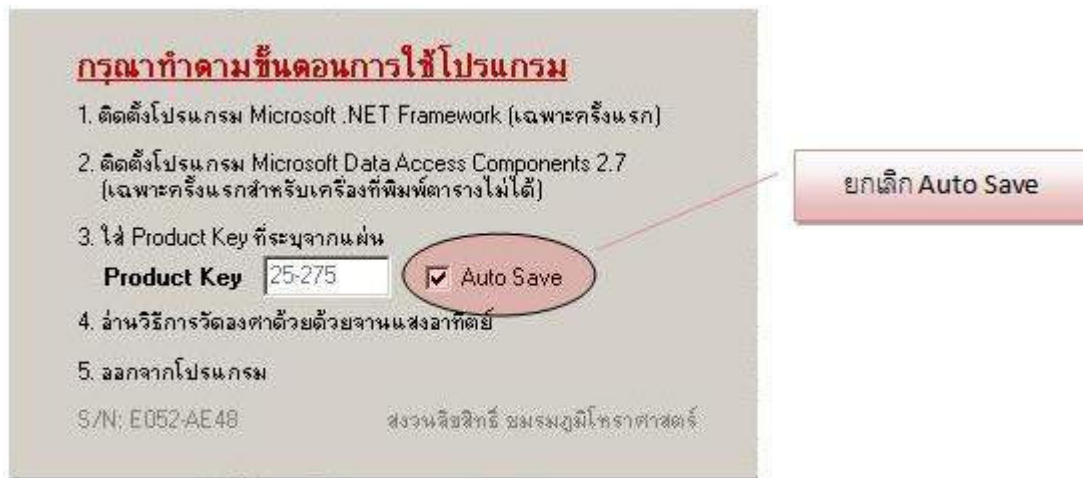 กรุณาทำตามขั้นตอนการใช้โปรแกรม
1. ติดตั้งโปรแกรม Microsoft .NET Framework (เฉพาะครั้งแรก)
2. ติดตั้งโปรแกรม Microsoft Data Access Components 2.7
(เฉพาะครั้งแรกสำหรับเครื่องที่พิมพ์ตารางไม่ได้)
ยกเลิก Auto Save
3. ใส่ Product Key ที่ระบุจากแผ่น
Product Key 25-275 Auto Save
4. อ่านวิธีการวัดองศาด้วยด้วยจานแสงอาทิตย์
5. ออกจากโปรแกรม
S/N: E052-AE48 สงวนลิขสิทธิ์ ชมรมภูมิโหราศาสตร์